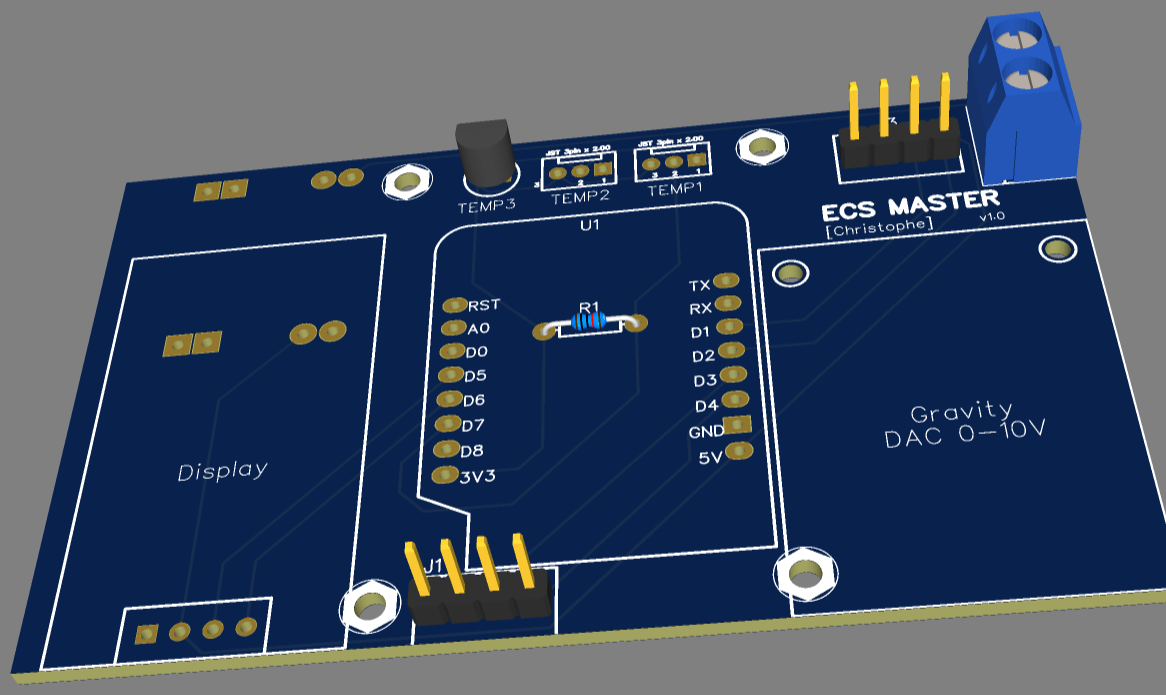 JST 3pin x 2.00
3 2 1
TEMP2
JST 3pin x 2.00
3 2 1
TEMP1
TEMP3
ECS MASTER
[Christophe]
v1.0
U1
RST
A0
D0
D5
D6
D7
D8
3V3
R1
TX
RX
D1
D2
D3
D4
GND
5V
Gravity
DAC 0-10V
Display
J1